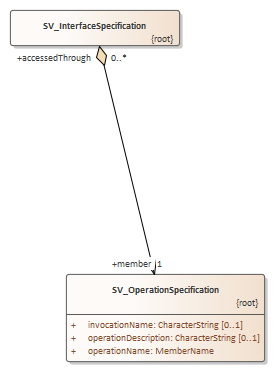 SV_InterfaceSpecification
{root}
+accessedThrough 0..*
+member 1
SV_OperationSpecification
{root}
+ invocationName: CharacterString [0..1]
+ operationDescription: CharacterString [0..1]
+ operationName: MemberName